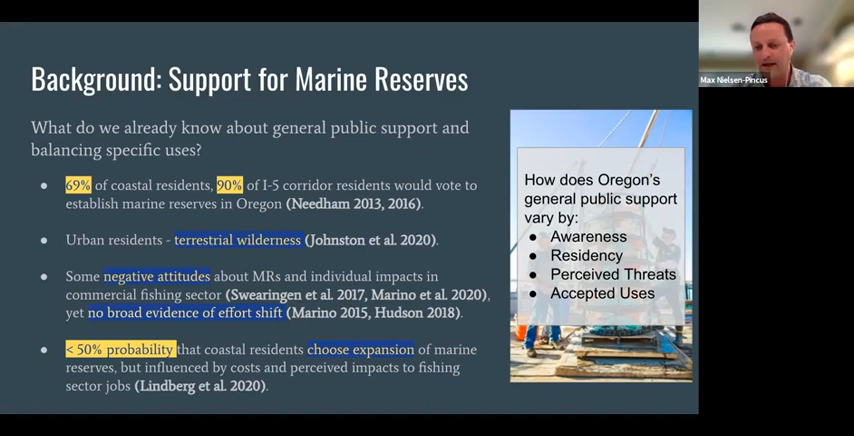 Background: Support for Marine Reserves
What do we already know about general public support and
balancing specific uses?
● 69% of coastal residents, 90% of I-5 corridor residents would vote to
establish marine reserves in Oregon (Needham 2013, 2016).
● Urban residents - terrestrial wilderness (Johnston et al. 2020).
● Some negative attitudes about MRs and individual impacts in
commercial fishing sector (Swearingen et al. 2017, Marino et al. 2020),
yet no broad evidence of effort shift (Marino 2015, Hudson 2018).
● < 50% probability that coastal residents choose expansion of marine
reserves, but influenced by costs and perceived impacts to fishing
sector jobs (Lindberg et al. 2020).
How does Oregon's
general public support
vary by:
● Awareness
● Residency
● Perceived Threats
● Accepted Uses
Max Nielsen-Pincus